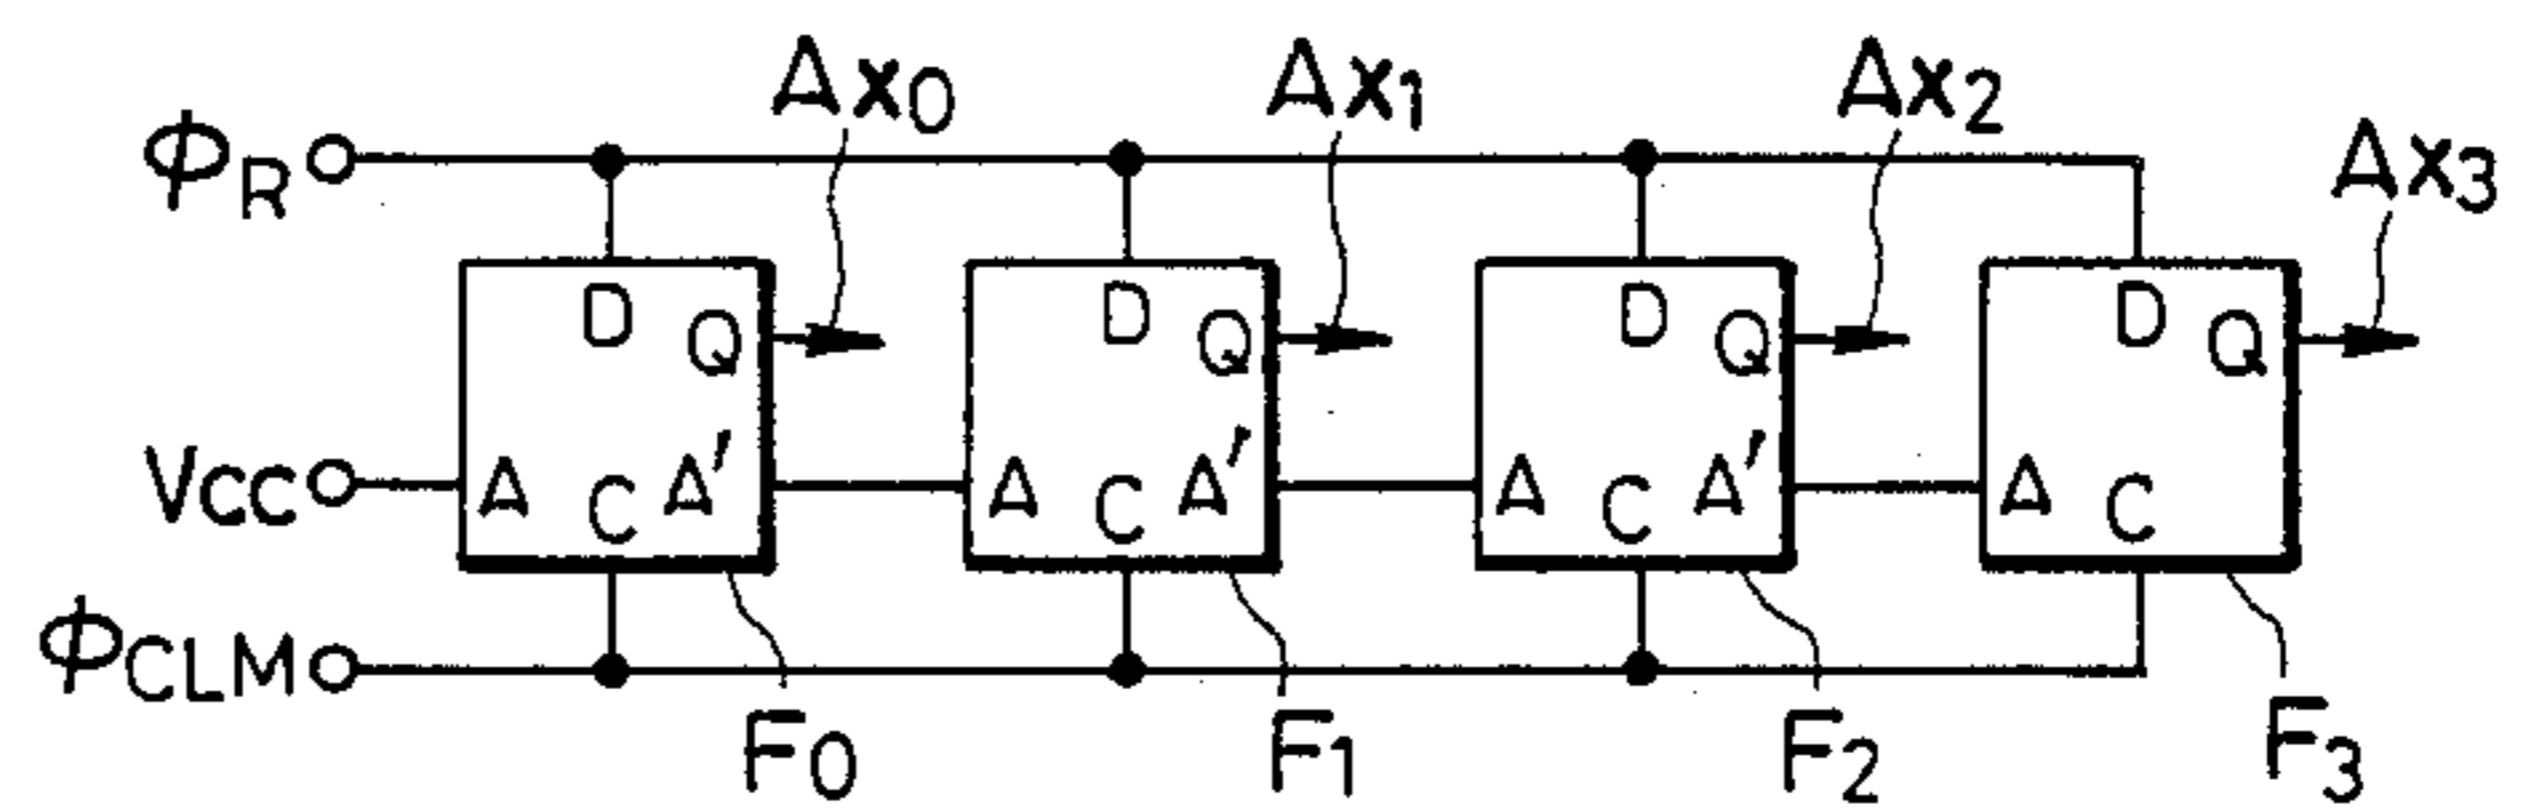 Ax0 Ax1 Ax2 Ax3
ΦR
D Q D Q D Q D Q
VCC A C A' A C A' A C A' A C
ΦCLM
F0 F1 F2 F3